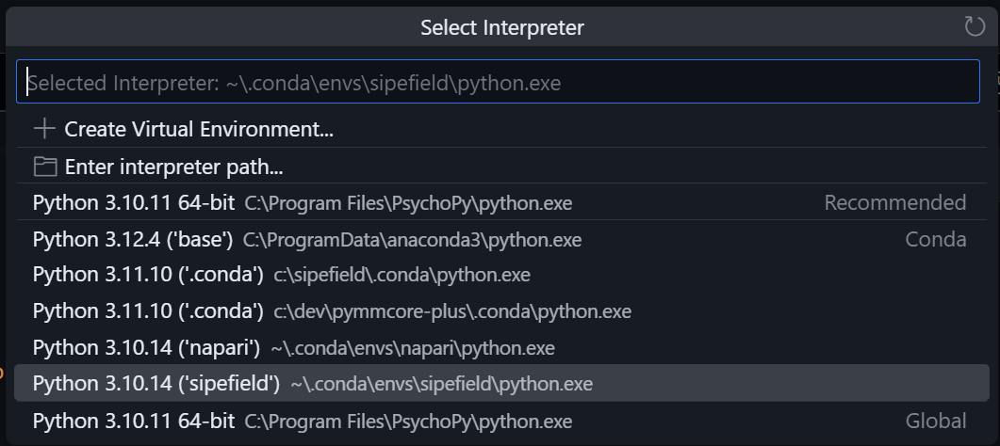 Select Interpreter
Selected Interpreter: ~\.conda\envs\sipefield\python.exe
Create Virtual Environment...
Enter interpreter path...
Python 3.10.11 64-bit C:\Program Files\PsychoPy\python.exe Recommended
Python 3.12.4 ('base') C:\ProgramData\anaconda3\python.exe Conda
Python 3.11.10 ('.conda') c:\sipefield\.conda\python.exe
Python 3.11.10 ('.conda') c:\dev\pymmcore-plus\.conda\python.exe
Python 3.10.14 ('napari') ~\.conda\envs\napari\python.exe
Python 3.10.14 ('sipefield') ~\.conda\envs\sipefield\python.exe
Python 3.10.11 64-bit C:\Program Files\PsychoPy\python.exe Global